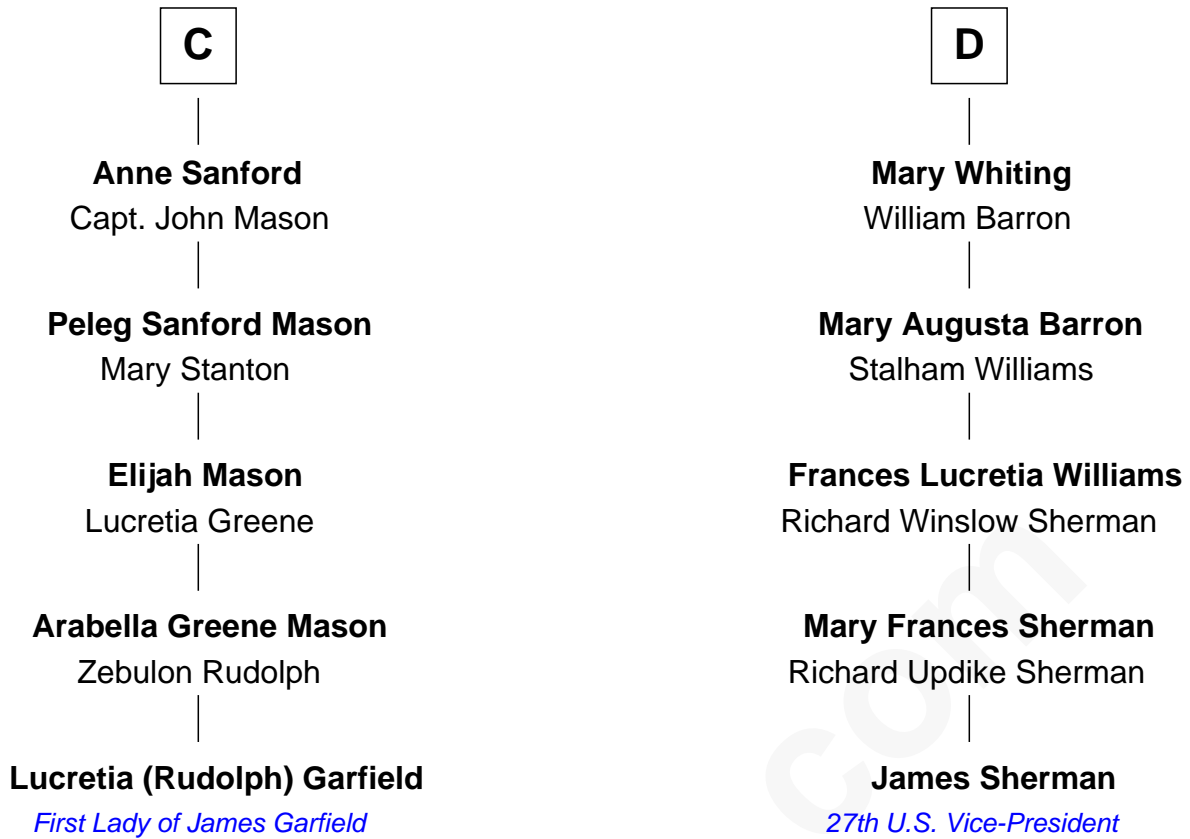 C
Anne Sanford
Capt. John Mason
Peleg Sanford Mason
Mary Stanton
Elijah Mason
Lucretia Greene
Arabella Greene Mason
Zebulon Rudolph
Lucretia (Rudolph) Garfield
First Lady of James Garfield
D
Mary Whiting
William Barron
Mary Augusta Barron
Stalham Williams
Frances Lucretia Williams
Richard Winslow Sherman
Mary Frances Sherman
Richard Updike Sherman
James Sherman
27th U.S. Vice-President
com